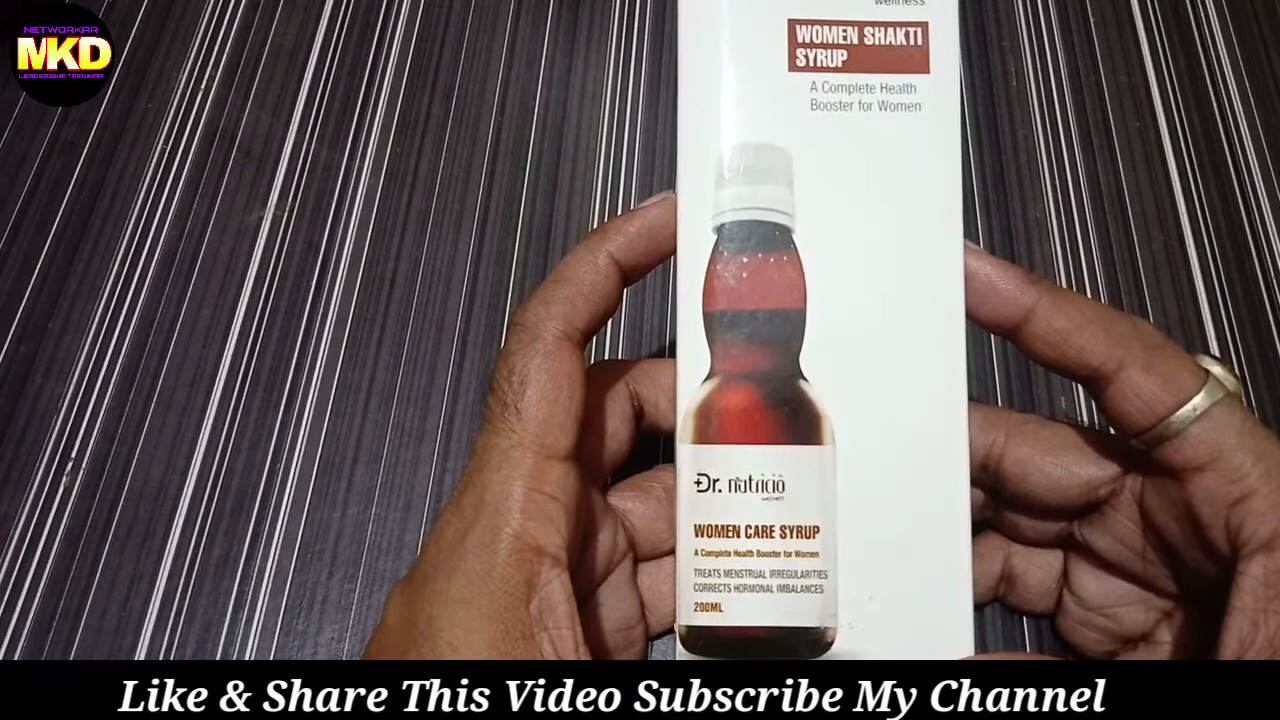 NETWORKAR
MKD
wellness
WOMEN SHAKTI
SYRUP
A Complete Health
Booster for Women
Dr. nutricio
WOMEN CARE SYRUP
A Complete Health Booster for Women
TREATS MENSTRUAL IRREGULARITIES
CORRECTS HORMONAL IMBALANCES
200ML
Like & Share This Video Subscribe My Channel